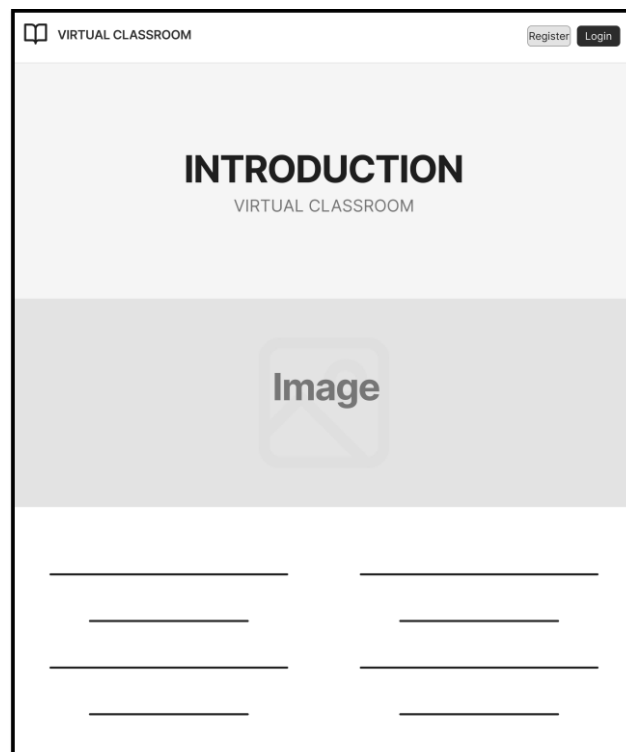 VIRTUAL CLASSROOM
Register
Login
INTRODUCTION
VIRTUAL CLASSROOM
Image